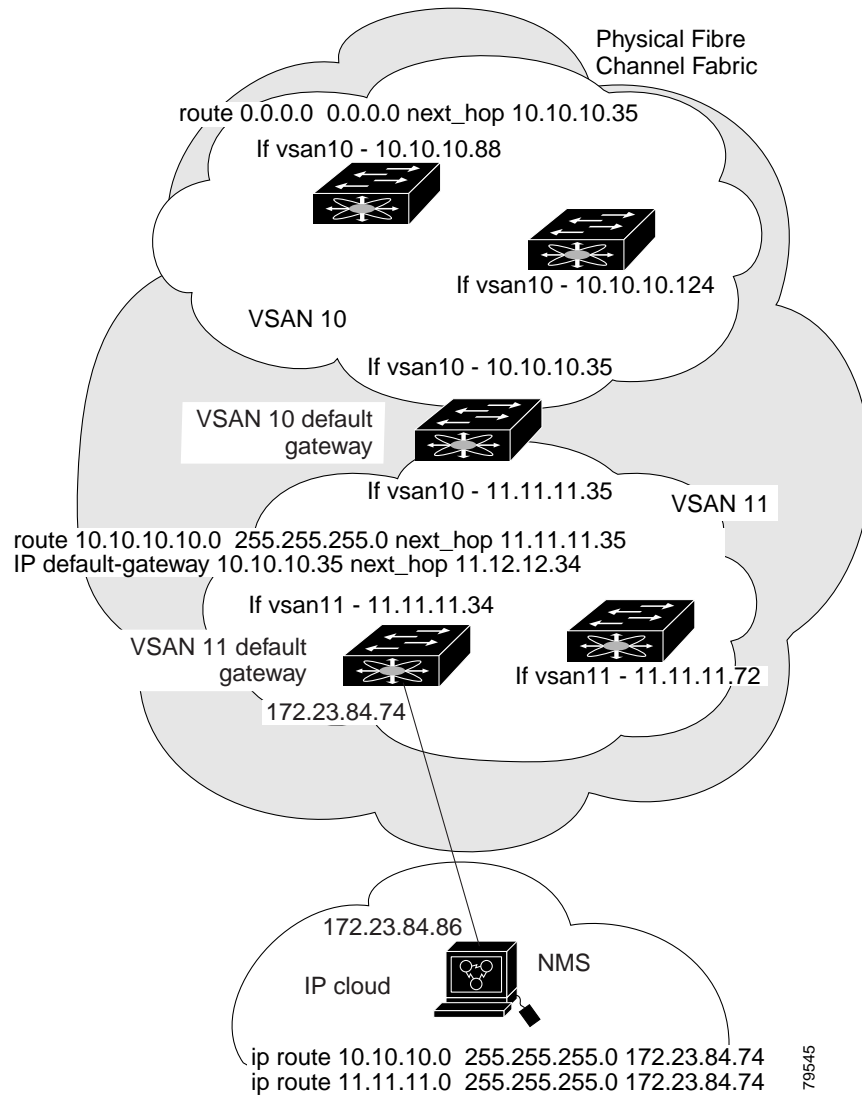 Physical Fibre
Channel Fabric
route 0.0.0.0 0.0.0.0 next_hop 10.10.10.35
If vsan10 - 10.10.10.88
If vsan10 - 10.10.10.124
VSAN 10
If vsan10 - 10.10.10.35
VSAN 10 default
gateway
If vsan10 - 11.11.11.35
VSAN 11
route 10.10.10.10.0 255.255.255.0 next_hop 11.11.11.35
IP default-gateway 10.10.10.35 next_hop 11.12.12.34
If vsan11 - 11.11.11.34
VSAN 11 default
gateway
If vsan11 - 11.11.11.72
172.23.84.74
172.23.84.86
NMS
IP cloud
ip route 10.10.10.0 255.255.255.0 172.23.84.74
ip route 11.11.11.0 255.255.255.0 172.23.84.74
79545